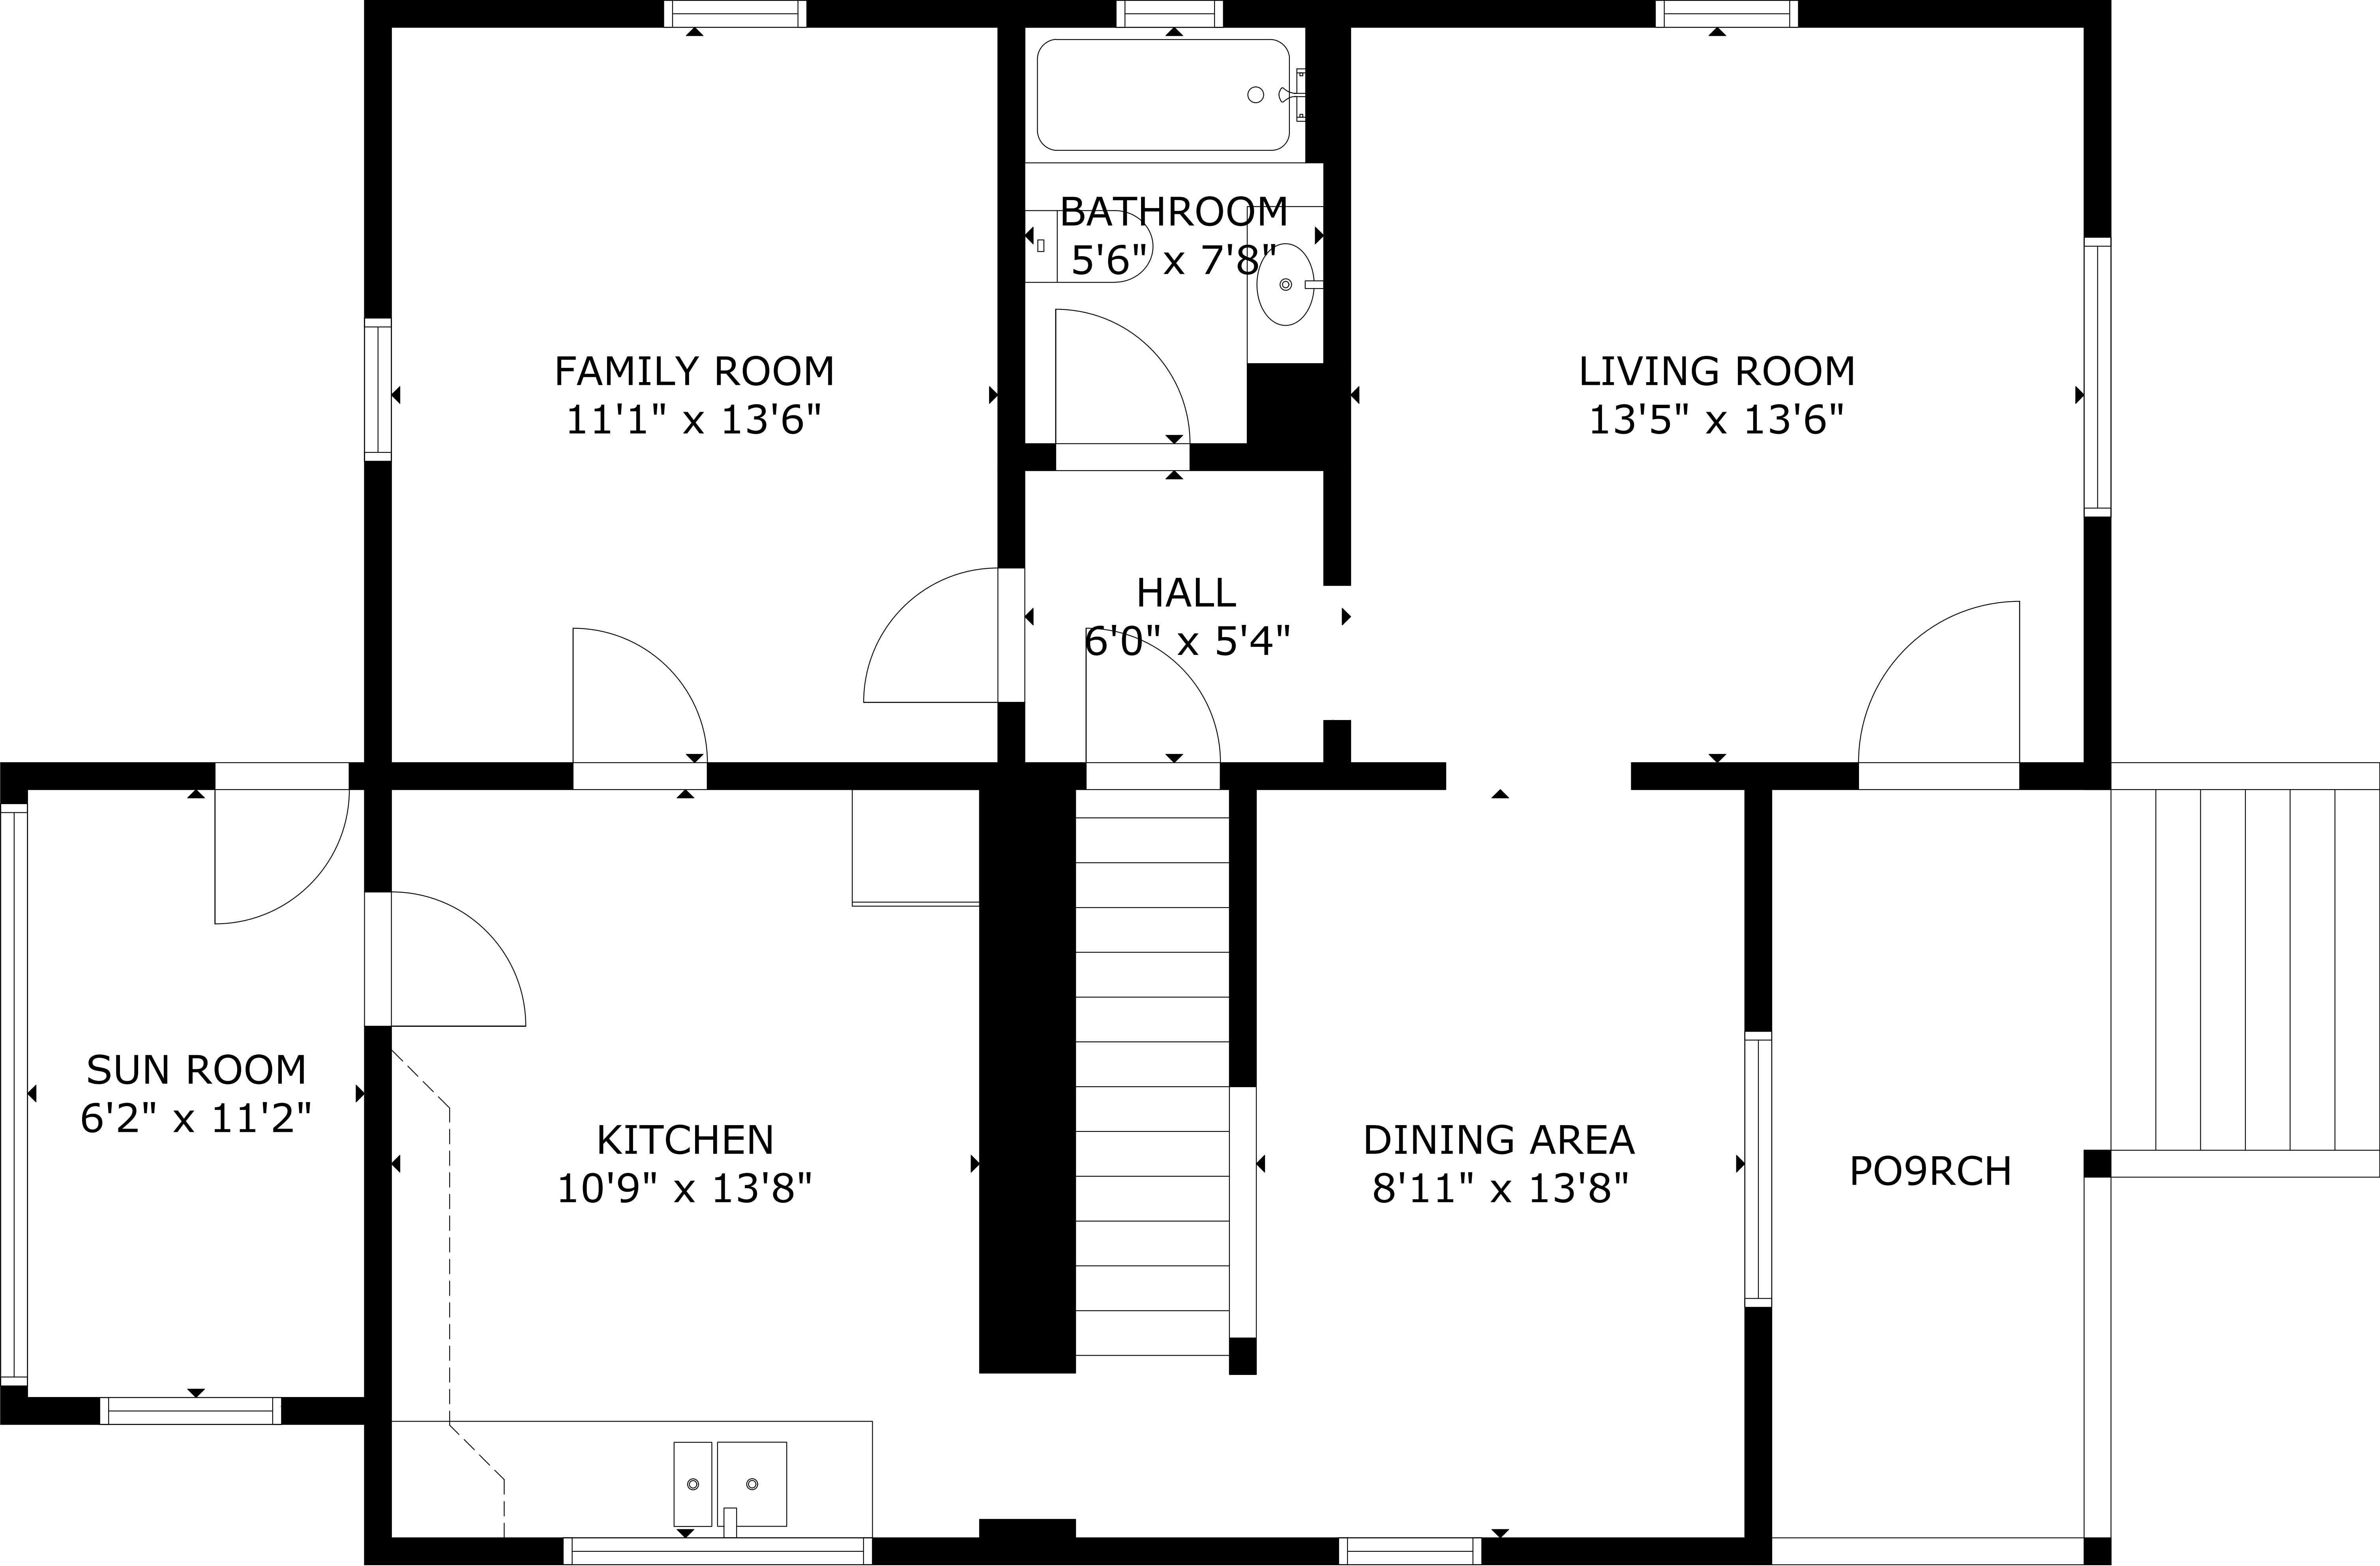 BATHROOM
5'6" x 7'8"
FAMILY ROOM
11'1" x 13'6"
LIVING ROOM
13'5" x 13'6"
HALL
6'0" x 5'4"
SUN ROOM
6'2" x 11'2"
KITCHEN
10'9" x 13'8"
DINING AREA
8'11" x 13'8"
PO9RCH